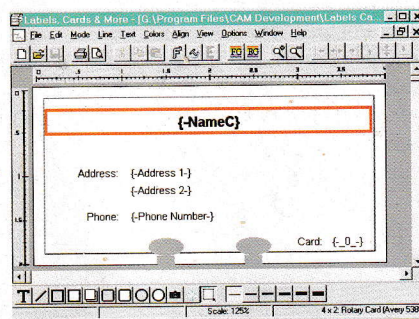 Labels, Cards & More - [G:\Program Files\CAM Development\Labels Ca...
File Edit Mode Line Text Colors Align View Options Window Help
FG BG
{-NameC}
Address: {-Address 1-}
{-Address 2-}
Phone: {-Phone Number-}
Card: {-_0_-}
T
Scale: 125% 4 x 2: Rotary Card (Avery 538